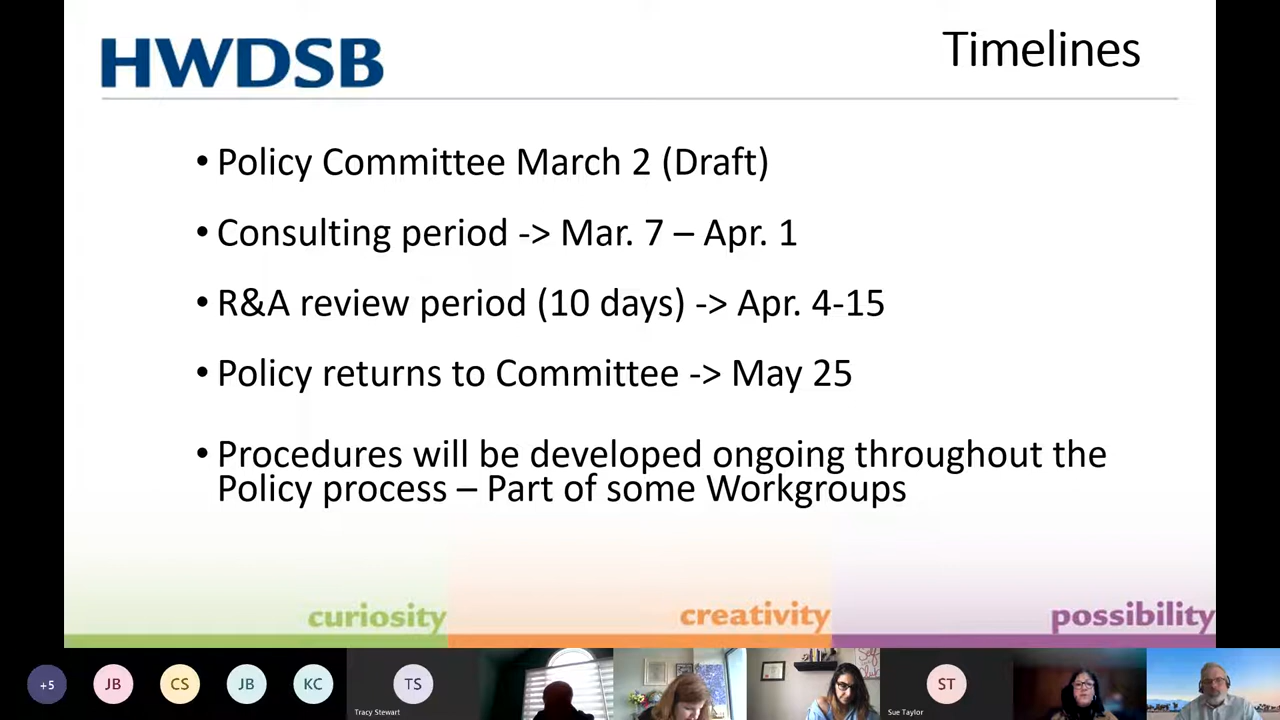 HWDSB
Timelines
• Policy Committee March 2 (Draft)
• Consulting period -> Mar. 7 – Apr. 1
• R&A review period (10 days) -> Apr. 4-15
• Policy returns to Committee -> May 25
• Procedures will be developed ongoing throughout the
Policy process – Part of some Workgroups
curiosity
creativity
possibility
+5
JB
CS
JB
KC
TS
Tracy Stewart
ST
Sue Taylor